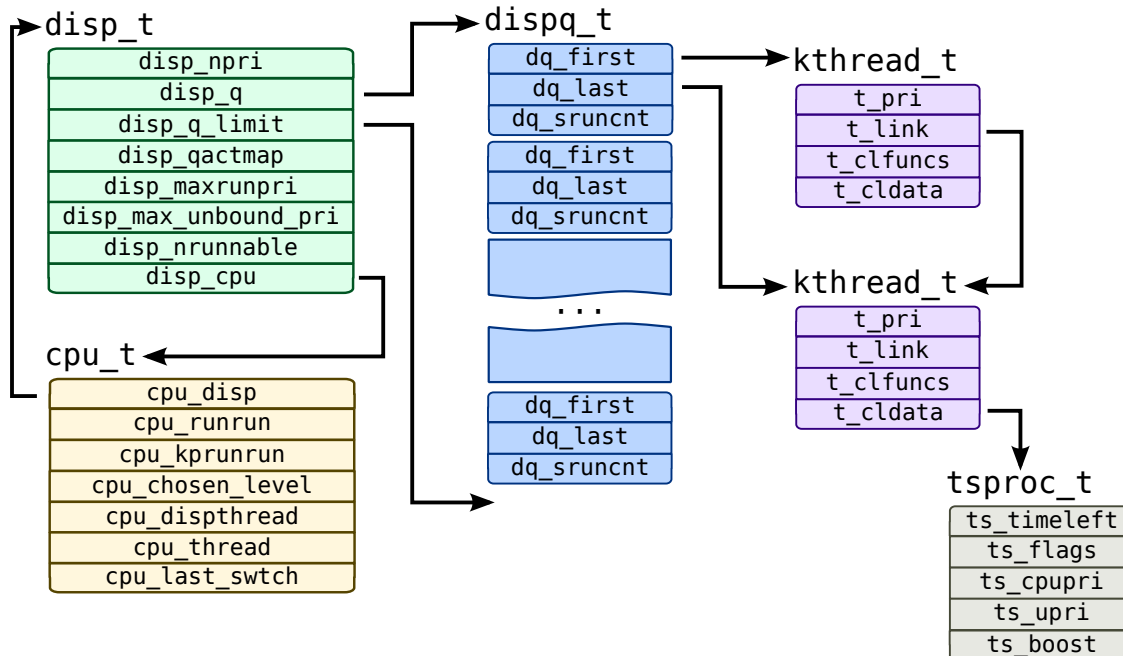 disp_t
disp_npri
disp_q
disp_q_limit
disp_qactmap
disp_maxrunpri
disp_max_unbound_pri
disp_nrunnable
disp_cpu
cpu_t
cpu_disp
cpu_runrun
cpu_kprunrun
cpu_chosen_level
cpu_dispthread
cpu_thread
cpu_last_swtch
dispq_t
dq_first
dq_last
dq_sruncnt
dq_first
dq_last
dq_sruncnt
...
dq_first
dq_last
dq_sruncnt
kthread_t
t_pri
t_link
t_clfuncs
t_cldata
kthread_t
t_pri
t_link
t_clfuncs
t_cldata
tsproc_t
ts_timeleft
ts_flags
ts_cpupri
ts_upri
ts_boost